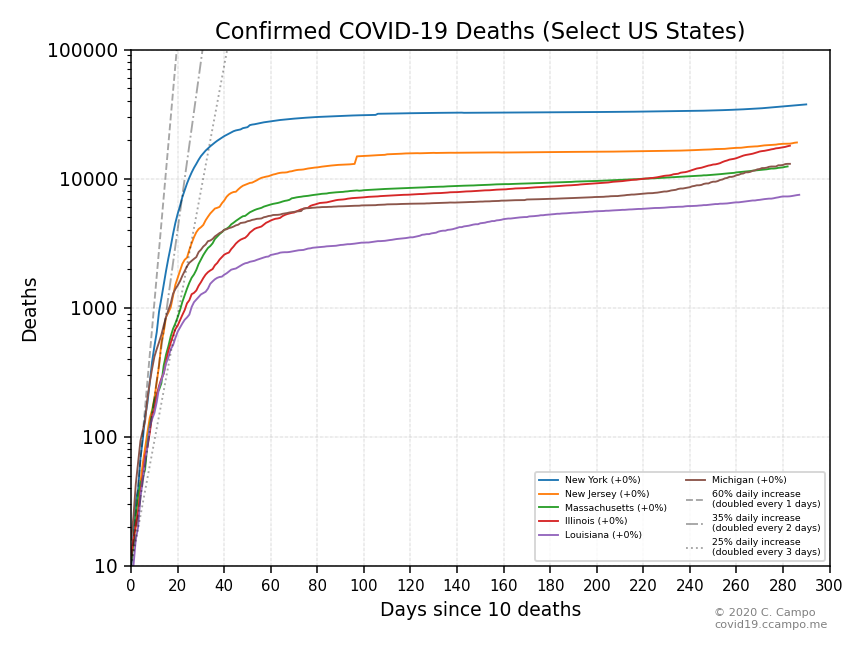 Confirmed COVID-19 Deaths (Select US States)
100000
10000
1000
100
10
Deaths
0 20 40 60 80 100 120 140 160 180 200 220 240 260 280 300
Days since 10 deaths
New York (+0%)
New Jersey (+0%)
Massachusetts (+0%)
Illinois (+0%)
Louisiana (+0%)
Michigan (+0%)
60% daily increase
(doubled every 1 days)
35% daily increase
(doubled every 2 days)
25% daily increase
(doubled every 3 days)
© 2020 C. Campo
covid19.ccampo.me